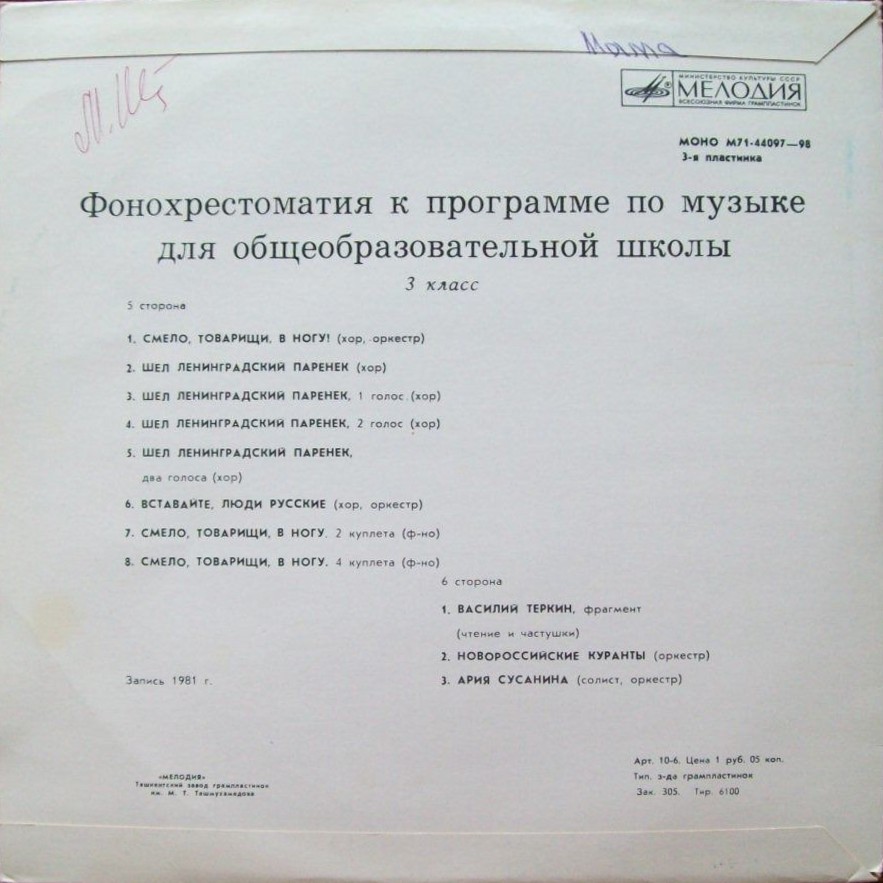 МИНИСТЕРСТВО КУЛЬТУРЫ СССР
МЕЛОДИЯ
ВСЕСОЮЗНАЯ ФИРМА ГРАМПЛАСТИНОК
МОНО М71-44097—98
3-я пластинка
Фонохрестоматия к программе по музыке
для общеобразовательной школы
3 класс
5 сторона
1. СМЕЛО, ТОВАРИЩИ, В НОГУ! (хор, оркестр)
2. ШЕЛ ЛЕНИНГРАДСКИЙ ПАРЕНЕК (хор)
3. ШЕЛ ЛЕНИНГРАДСКИЙ ПАРЕНЕК, 1 голос (хор)
4. ШЕЛ ЛЕНИНГРАДСКИЙ ПАРЕНЕК, 2 голос (хор)
5. ШЕЛ ЛЕНИНГРАДСКИЙ ПАРЕНЕК,
два голоса (хор)
6. ВСТАВАЙТЕ, ЛЮДИ РУССКИЕ (хор, оркестр)
7. СМЕЛО, ТОВАРИЩИ, В НОГУ. 2 куплета (ф-но)
8. СМЕЛО, ТОВАРИЩИ, В НОГУ. 4 куплета (ф-но)
6 сторона
1. ВАСИЛИЙ ТЕРКИН, фрагмент
(чтение и частушки)
2. НОВОРОССИЙСКИЕ КУРАНТЫ (оркестр)
3. АРИЯ СУСАНИНА (солист, оркестр)
Запись 1981 г.
«МЕЛОДИЯ»
Ташкентский завод грампластинок
им. М. Т. Ташмухамедова
Арт. 10-6. Цена 1 руб. 05 коп.
Тип. з-да грампластинок
Зак. 305. Тир. 6100